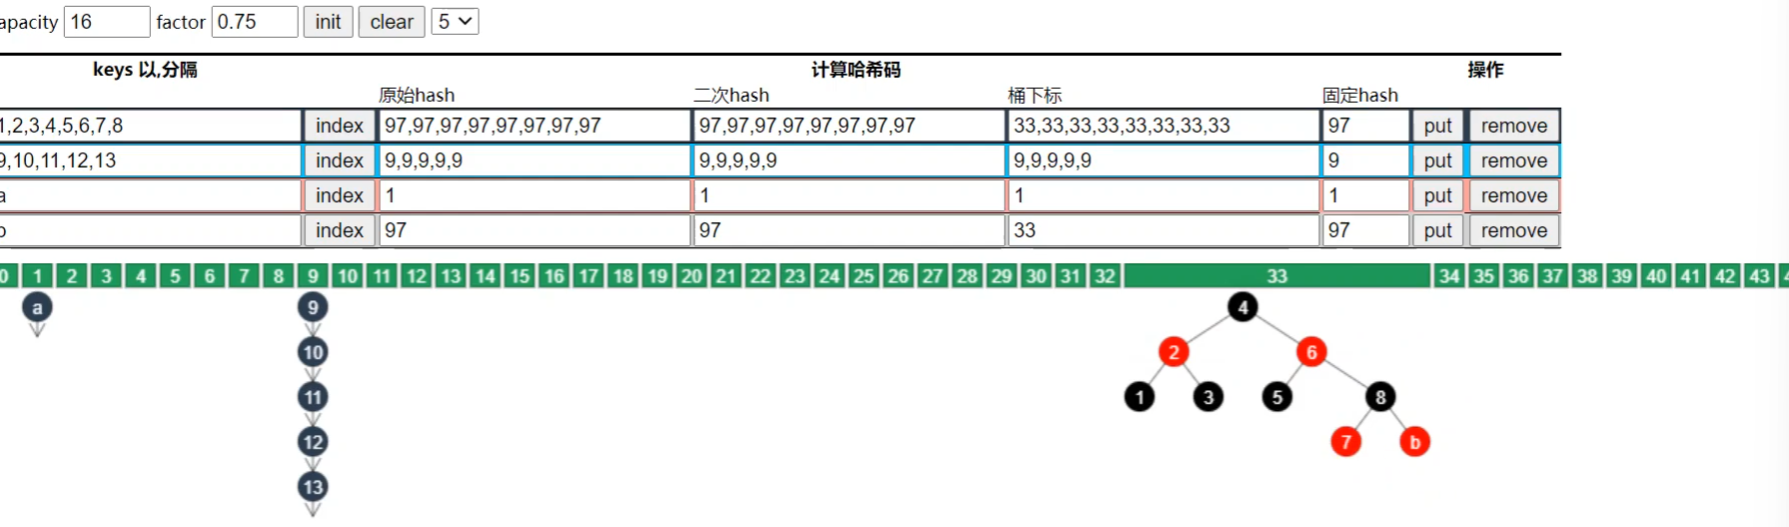 apacity 16 factor 0.75 init clear 5
keys 以,分隔 计算哈希码 操作
原始hash 二次hash 桶下标 固定hash
1,2,3,4,5,6,7,8 index 97,97,97,97,97,97,97,97 97,97,97,97,97,97,97,97 33,33,33,33,33,33,33,33 97 put remove
9,10,11,12,13 index 9,9,9,9,9 9,9,9,9,9 9,9,9,9,9 9 put remove
a index 1 1 1 1 put remove
b index 97 97 33 97 put remove
0 1 2 3 4 5 6 7 8 9 10 11 12 13 14 15 16 17 18 19 20 21 22 23 24 25 26 27 28 29 30 31 32 33 34 35 36 37 38 39 40 41 42 43
a 9 4
10 2 6
11 1 3 5 8
12 7 b
13